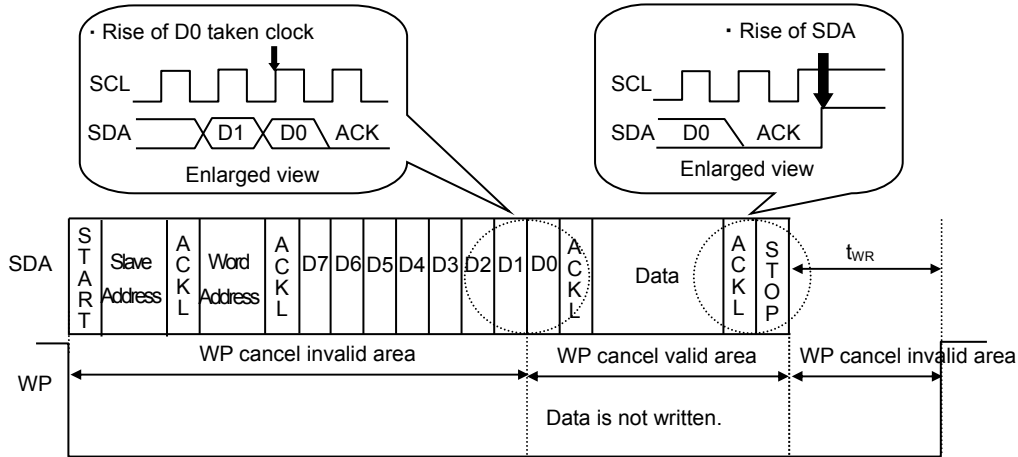 ・Rise of D0 taken clock
SCL
SDA D1 D0 ACK
Enlarged view
・Rise of SDA
SCL
SDA D0 ACK
Enlarged view
SDA START Slave Address ACKL Word Address ACKL D7 D6 D5 D4 D3 D2 D1 D0 ACKL Data ACKL STOP tWR
WP cancel invalid area WP cancel valid area WP cancel invalid area
WP
Data is not written.